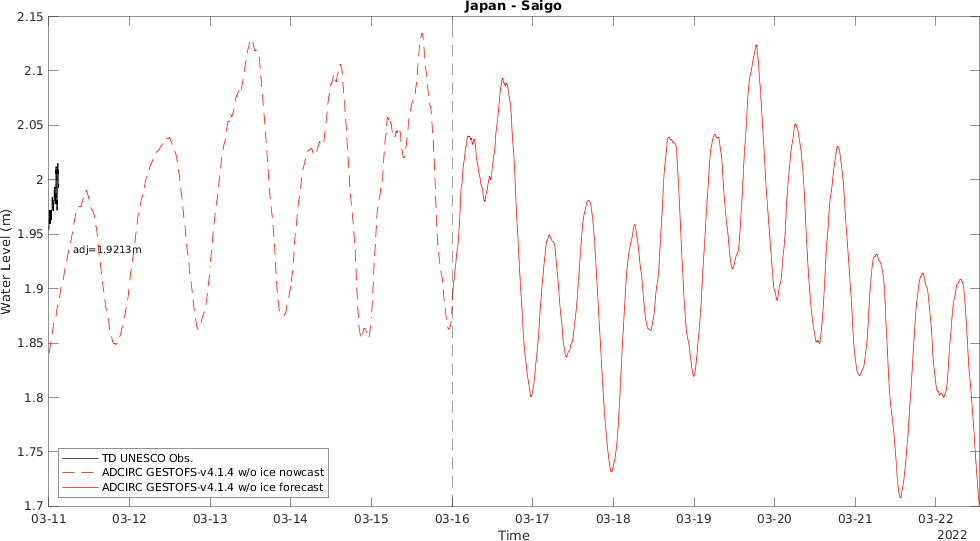 Japan - Saigo
2.15
2.1
2.05
2
1.95
1.9
1.85
1.8
1.75
1.7
Water Level (m)
adj=1.9213m
TD UNESCO Obs.
ADCIRC GESTOFS-v4.1.4 w/o ice nowcast
ADCIRC GESTOFS-v4.1.4 w/o ice forecast
03-11 03-12 03-13 03-14 03-15 03-16 03-17 03-18 03-19 03-20 03-21 03-22
Time
2022